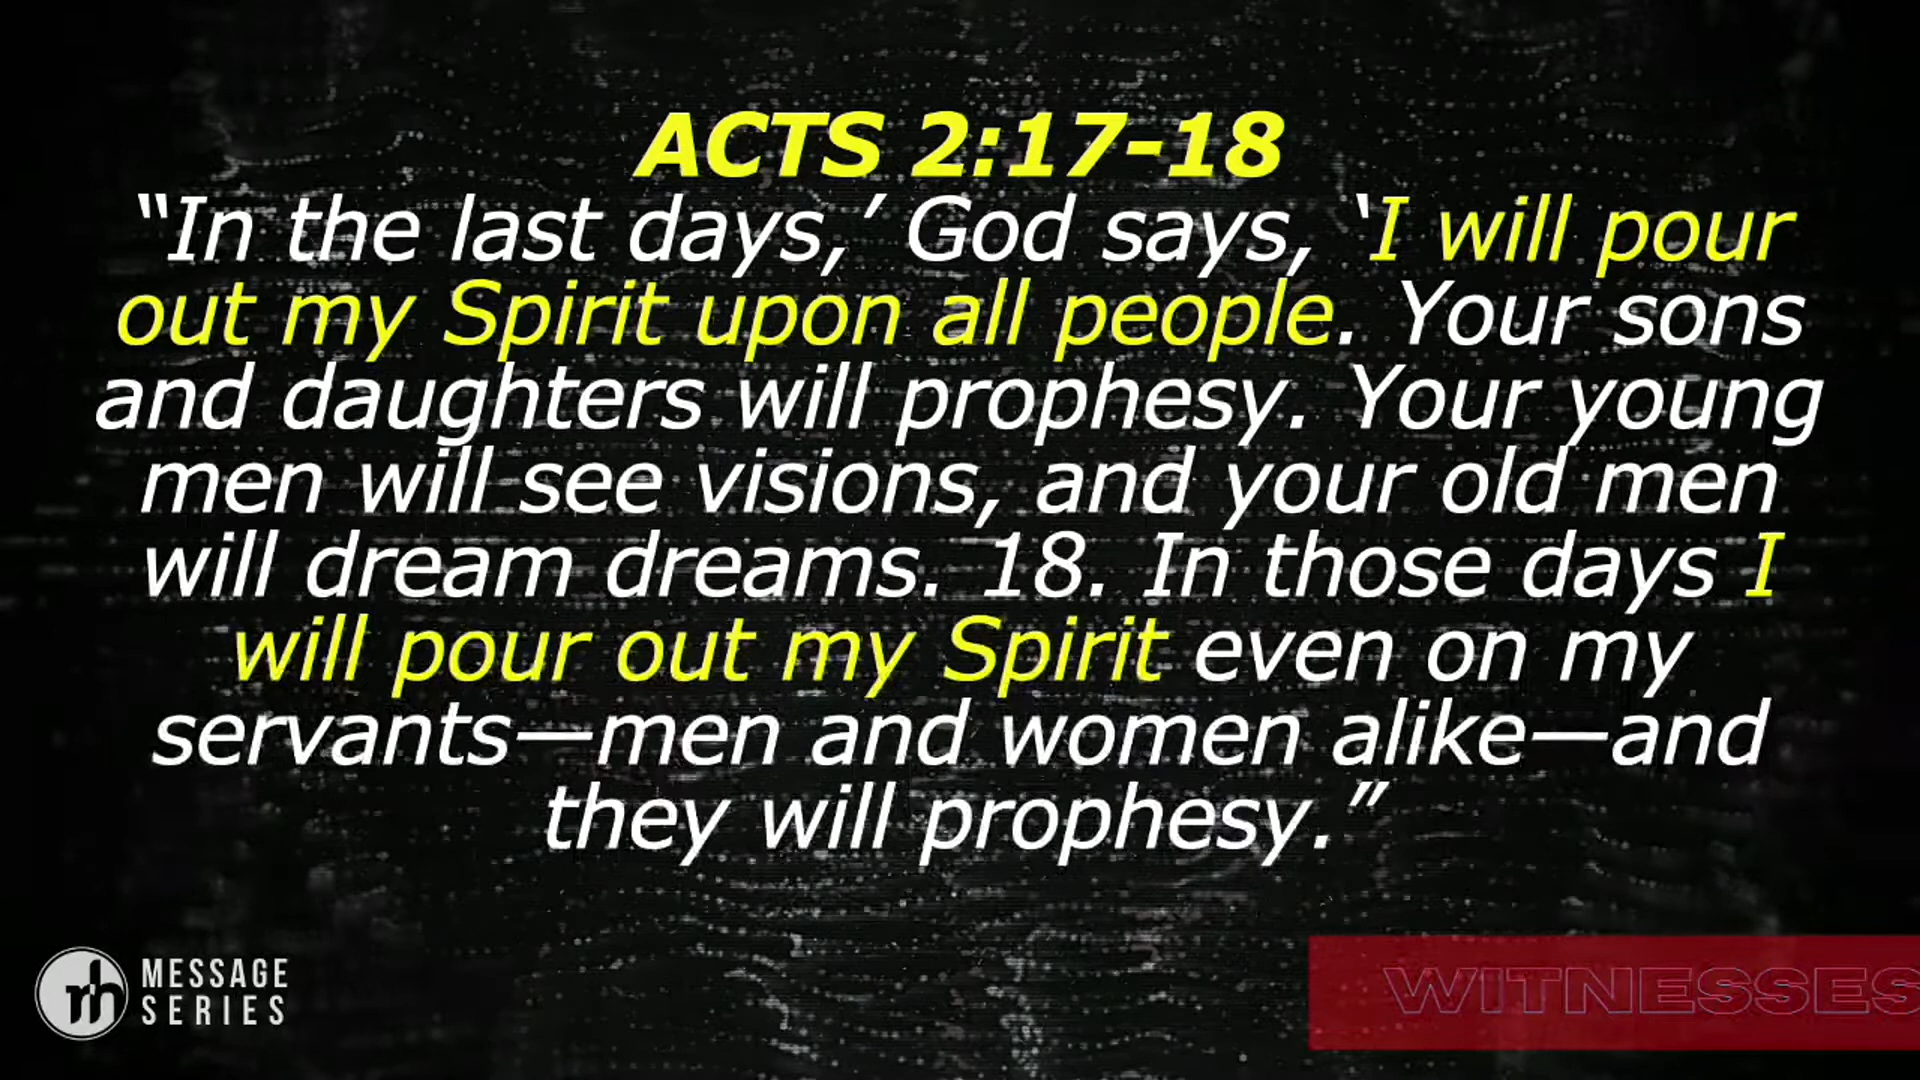 ACTS 2:17-18
“In the last days,’ God says, ‘I will pour
out my Spirit upon all people. Your sons
and daughters will prophesy. Your young
men will see visions, and your old men
will dream dreams. 18. In those days I
will pour out my Spirit even on my
servants—men and women alike—and
they will prophesy.”
rh MESSAGE
SERIES
WITNESSES